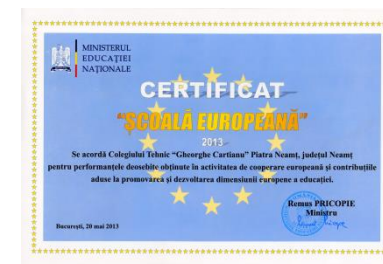 MINISTERUL
EDUCAȚIEI
NAȚIONALE
CERTIFICAT
"ȘCOALĂ EUROPEANĂ"
2013
Se acordă Colegiului Tehnic "Gheorghe Cartianu" Piatra Neamț, județul Neamț
pentru performanțele deosebite obținute în activitatea de cooperare europeană și contribuțiile
aduse la promovarea și dezvoltarea dimensiunii europene a educației.
Remus PRICOPIE
Ministru
București, 20 mai 2013